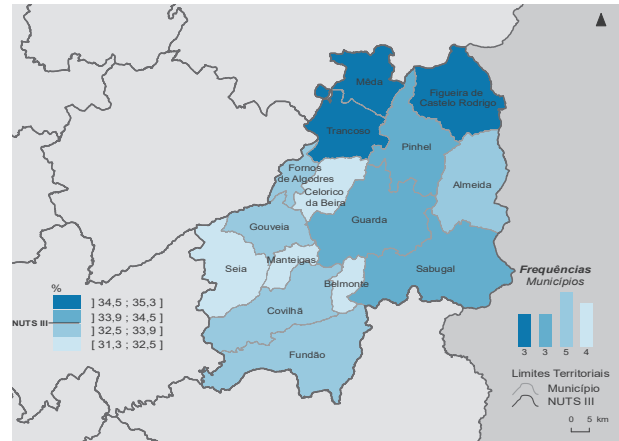 Mêda
Figueira de
Castelo Rodrigo
Trancoso
Pinhel
Fornos
de Algodres
Celorico
da Beira
Almeida
Guarda
Gouveia
Manteigas
Seia
Belmonte
Sabugal
Covilhã
Fundão
%
] 34,5 ; 35,3 ]
] 33,9 ; 34,5 ]
NUTS III
] 32,5 ; 33,9 ]
[ 31,3 ; 32,5 ]
Frequências
Municípios
3 3 5 4
Limites Territoriais
Município
NUTS III
0 5 km